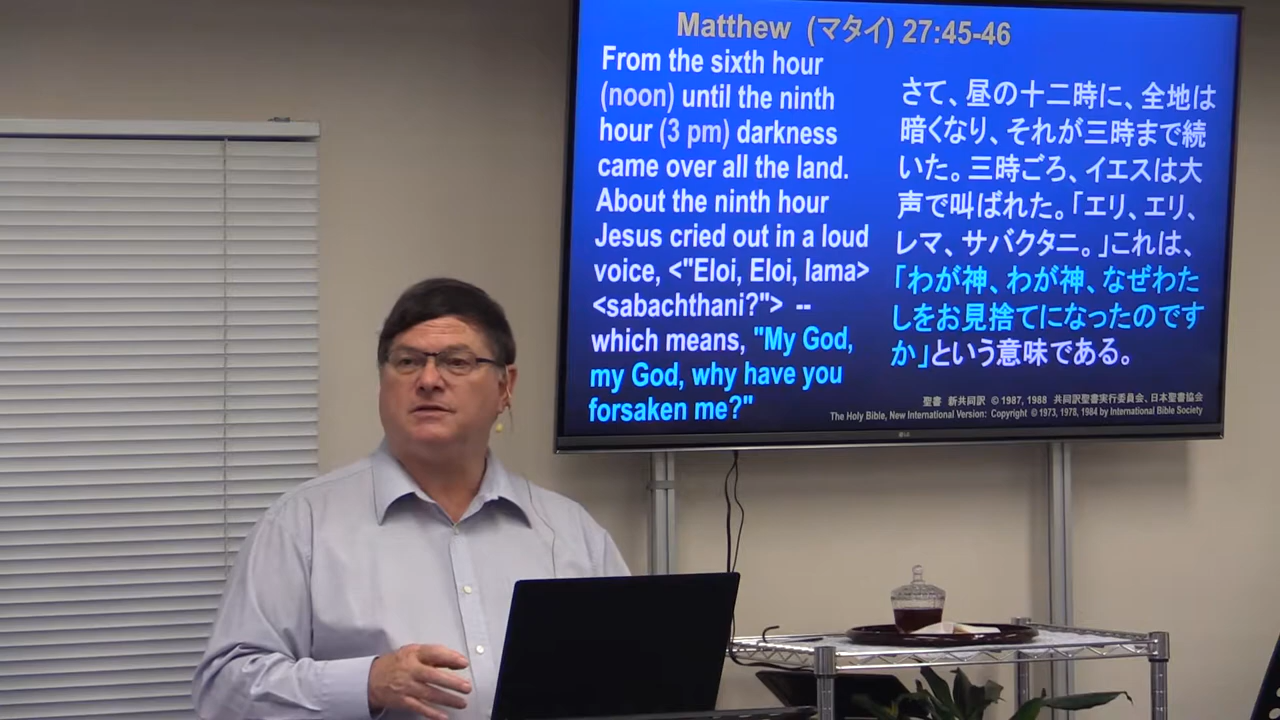 Matthew (マタイ) 27:45-46
From the sixth hour
(noon) until the ninth
hour (3 pm) darkness
came over all the land.
About the ninth hour
Jesus cried out in a loud
voice, <"Eloi, Eloi, lama>
<sabachthani?"> --
which means, "My God,
my God, why have you
forsaken me?"
さて、昼の十二時に、全地は
暗くなり、それが三時まで続
いた。三時ごろ、イエスは大
声で叫ばれた。「エリ、エリ、
レマ、サバクタニ。」これは、
「わが神、わが神、なぜわた
しをお見捨てになったのです
か」という意味である。
聖書 新共同訳 © 1987, 1988 共同訳聖書実行委員会、日本聖書協会
The Holy Bible, New International Version: Copyright © 1973, 1978, 1984 by International Bible Society
LG